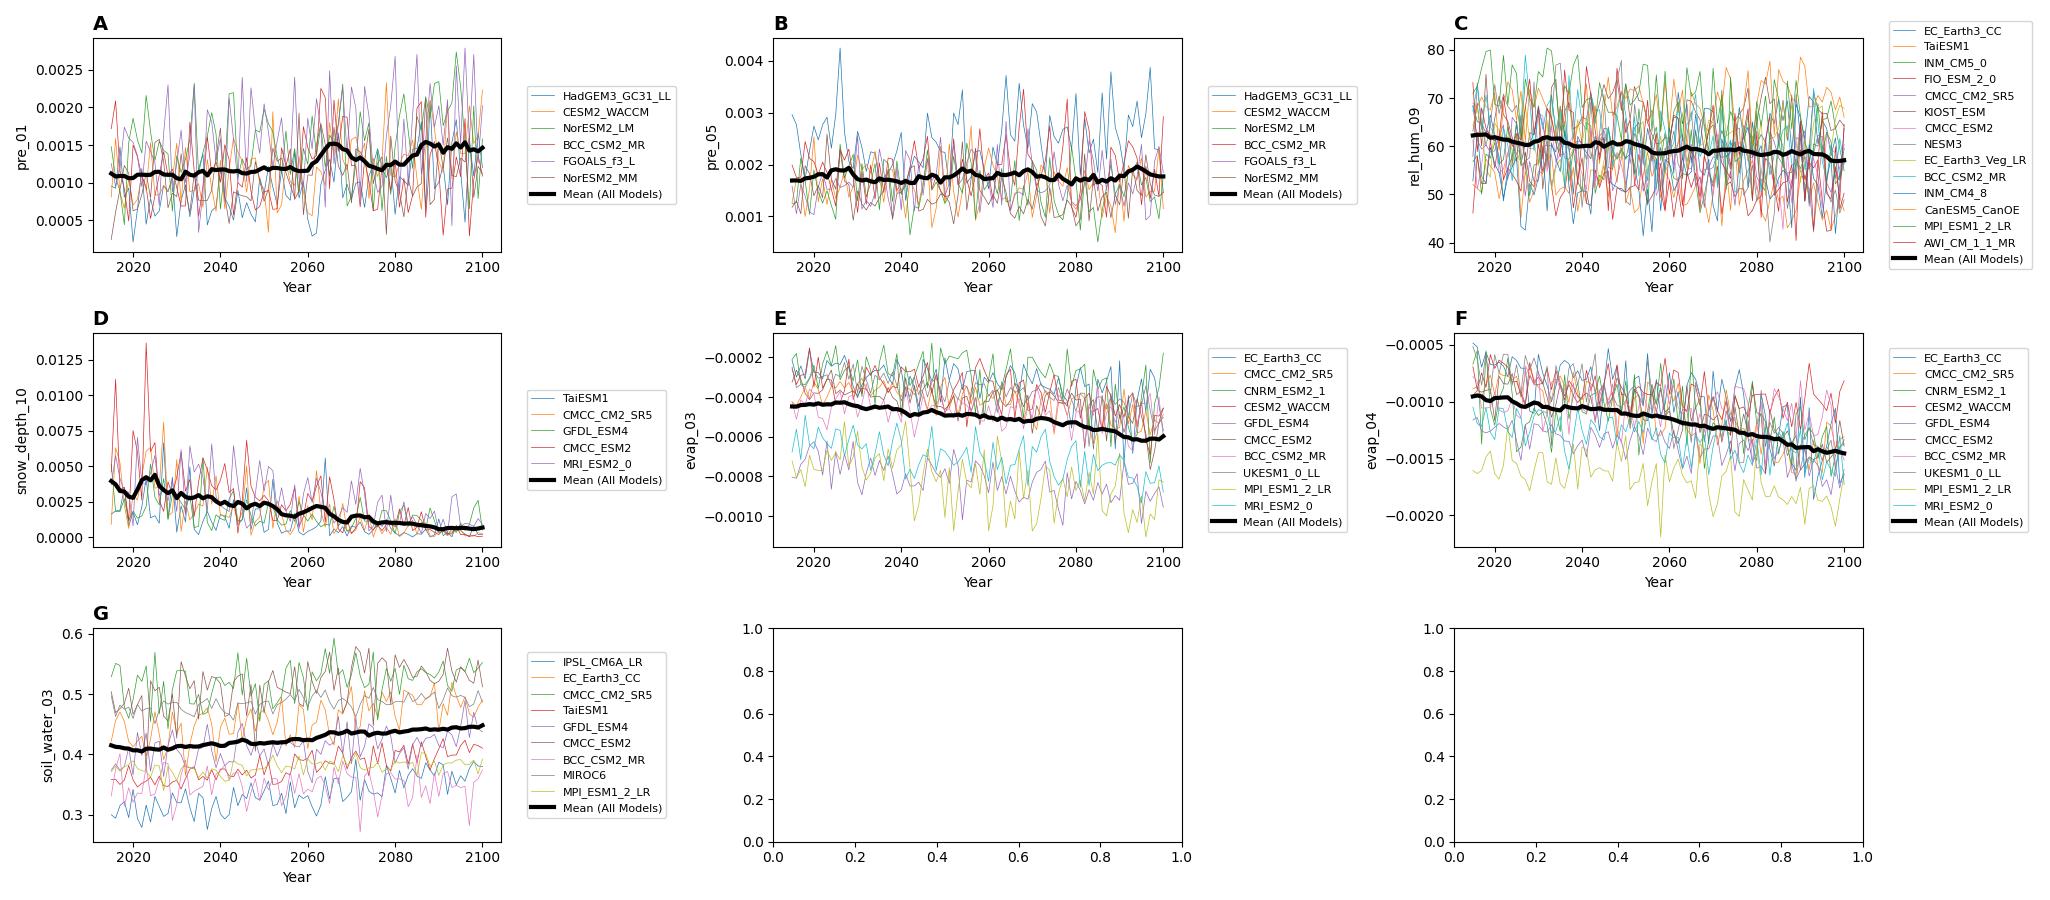 A
pre_01
0.0025
0.0020
0.0015
0.0010
0.0005
2020 2040 2060 2080 2100
Year
HadGEM3_GC31_LL
CESM2_WACCM
NorESM2_LM
BCC_CSM2_MR
FGOALS_f3_L
NorESM2_MM
Mean (All Models)
B
pre_05
0.004
0.003
0.002
0.001
2020 2040 2060 2080 2100
Year
HadGEM3_GC31_LL
CESM2_WACCM
NorESM2_LM
BCC_CSM2_MR
FGOALS_f3_L
NorESM2_MM
Mean (All Models)
C
rel_hum_09
80
70
60
50
40
2020 2040 2060 2080 2100
Year
EC_Earth3_CC
TaiESM1
INM_CM5_0
FIO_ESM_2_0
CMCC_CM2_SR5
KIOST_ESM
CMCC_ESM2
NESM3
EC_Earth3_Veg_LR
BCC_CSM2_MR
INM_CM4_8
CanESM5_CanOE
MPI_ESM1_2_LR
AWI_CM_1_1_MR
Mean (All Models)
D
snow_depth_10
0.0125
0.0100
0.0075
0.0050
0.0025
0.0000
2020 2040 2060 2080 2100
Year
TaiESM1
CMCC_CM2_SR5
GFDL_ESM4
CMCC_ESM2
MRI_ESM2_0
Mean (All Models)
E
evap_03
−0.0002
−0.0004
−0.0006
−0.0008
−0.0010
2020 2040 2060 2080 2100
Year
EC_Earth3_CC
CMCC_CM2_SR5
CNRM_ESM2_1
CESM2_WACCM
GFDL_ESM4
CMCC_ESM2
BCC_CSM2_MR
UKESM1_0_LL
MPI_ESM1_2_LR
MRI_ESM2_0
Mean (All Models)
F
evap_04
−0.0005
−0.0010
−0.0015
−0.0020
2020 2040 2060 2080 2100
Year
EC_Earth3_CC
CMCC_CM2_SR5
CNRM_ESM2_1
CESM2_WACCM
GFDL_ESM4
CMCC_ESM2
BCC_CSM2_MR
UKESM1_0_LL
MPI_ESM1_2_LR
MRI_ESM2_0
Mean (All Models)
G
soil_water_03
0.6
0.5
0.4
0.3
2020 2040 2060 2080 2100
Year
IPSL_CM6A_LR
EC_Earth3_CC
CMCC_CM2_SR5
TaiESM1
GFDL_ESM4
CMCC_ESM2
BCC_CSM2_MR
MIROC6
MPI_ESM1_2_LR
Mean (All Models)
1.0
0.8
0.6
0.4
0.2
0.0
0.0 0.2 0.4 0.6 0.8 1.0
1.0
0.8
0.6
0.4
0.2
0.0
0.0 0.2 0.4 0.6 0.8 1.0